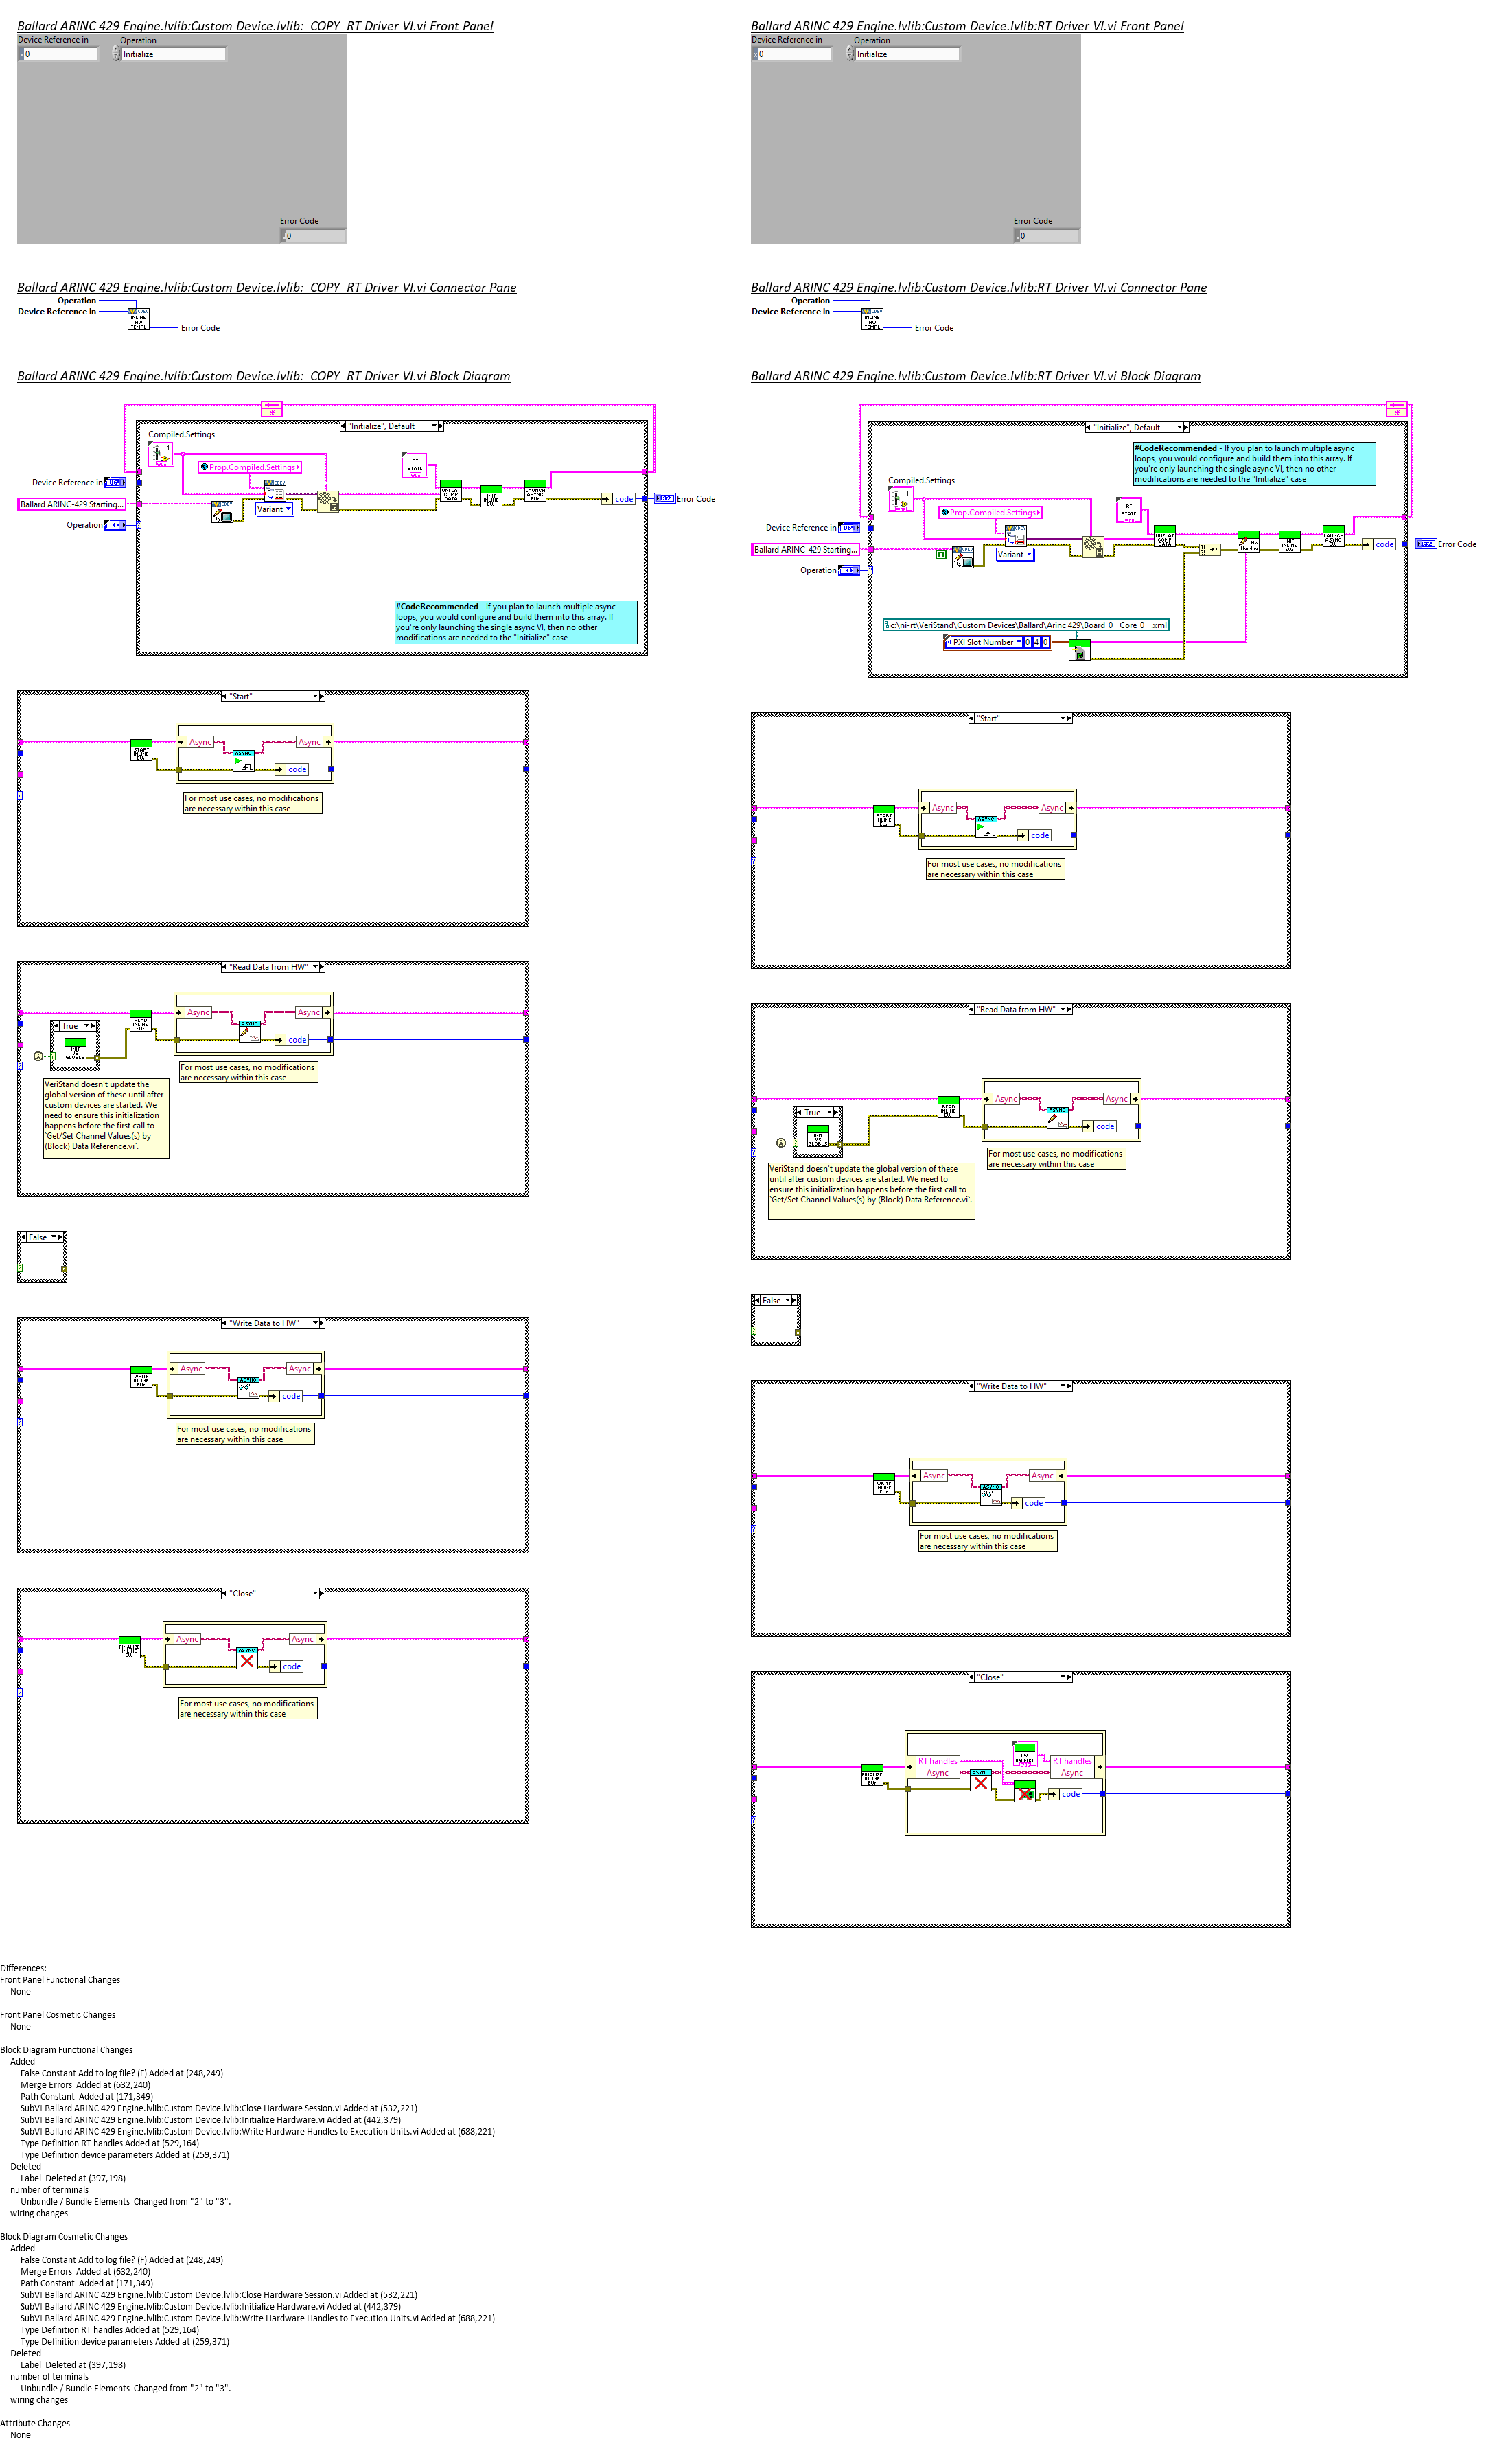 Ballard ARINC 429 Engine.lvlib:Custom Device.lvlib:_COPY_RT Driver VI.vi Front Panel
Device Reference in
Operation
0
Initialize
Error Code
0
Ballard ARINC 429 Engine.lvlib:Custom Device.lvlib:RT Driver VI.vi Front Panel
Device Reference in
Operation
0
Initialize
Error Code
0
Ballard ARINC 429 Engine.lvlib:Custom Device.lvlib:_COPY_RT Driver VI.vi Connector Pane
Operation
Device Reference in
INLINE
HW
TEMPL
Error Code
Ballard ARINC 429 Engine.lvlib:Custom Device.lvlib:RT Driver VI.vi Connector Pane
Operation
Device Reference in
INLINE
HW
TEMPL
Error Code
Ballard ARINC 429 Engine.lvlib:Custom Device.lvlib:_COPY_RT Driver VI.vi Block Diagram
"Initialize", Default
Compiled.Settings
Prop.Compiled.Settings
RT
STATE
Device Reference in
Ballard ARINC-429 Starting...
Variant
UNFLAT
COMP
DATA
INIT
INLINE
EUs
LAUNCH
ASYNC
EUs
code
I32
Error Code
Operation
#CodeRecommended - If you plan to launch multiple async
loops, you would configure and build them into this array. If
you're only launching the single async VI, then no other
modifications are needed to the "Initialize" case
"Start"
START
INLINE
EUs
Async
ASYNC
Async
code
For most use cases, no modifications
are necessary within this case
"Read Data from HW"
True
INIT
VS
GLOBLS
READ
INLINE
EUs
Async
ASYNC
Async
code
For most use cases, no modifications
are necessary within this case
VeriStand doesn't update the
global version of these until after
custom devices are started. We
need to ensure this initialization
happens before the first call to
`Get/Set Channel Values(s) by
(Block) Data Reference.vi`.
False
"Write Data to HW"
WRITE
INLINE
EUs
Async
ASYNC
Async
code
For most use cases, no modifications
are necessary within this case
"Close"
FINALIZE
INLINE
EUs
Async
ASYNC
Async
code
For most use cases, no modifications
are necessary within this case
Ballard ARINC 429 Engine.lvlib:Custom Device.lvlib:RT Driver VI.vi Block Diagram
"Initialize", Default
#CodeRecommended - If you plan to launch multiple async
loops, you would configure and build them into this array. If
you're only launching the single async VI, then no other
modifications are needed to the "Initialize" case
Compiled.Settings
Prop.Compiled.Settings
RT
STATE
Device Reference in
Ballard ARINC-429 Starting...
Variant
UNFLAT
COMP
DATA
HW
Handles
INIT
INLINE
EUs
LAUNCH
ASYNC
EUs
code
I32
Error Code
Operation
c:\ni-rt\VeriStand\Custom Devices\Ballard\Arinc 429\Board_0__Core_0__.xml
PXI Slot Number
0 4 0
"Start"
START
INLINE
EUs
Async
ASYNC
Async
code
For most use cases, no modifications
are necessary within this case
"Read Data from HW"
True
INIT
VS
GLOBLS
READ
INLINE
EUs
Async
ASYNC
Async
code
For most use cases, no modifications
are necessary within this case
VeriStand doesn't update the global version of these
until after custom devices are started. We need to
ensure this initialization happens before the first call to
`Get/Set Channel Values(s) by (Block) Data Reference.vi`.
False
"Write Data to HW"
WRITE
INLINE
EUs
Async
ASYNC
Async
code
For most use cases, no modifications
are necessary within this case
"Close"
FINALIZE
INLINE
EUs
RT handles
Async
ASYNC
HW
HANDLES
RT handles
Async
code
Differences:
Front Panel Functional Changes
None
Front Panel Cosmetic Changes
None
Block Diagram Functional Changes
Added
False Constant Add to log file? (F) Added at (248,249)
Merge Errors  Added at (632,240)
Path Constant  Added at (171,349)
SubVI Ballard ARINC 429 Engine.lvlib:Custom Device.lvlib:Close Hardware Session.vi Added at (532,221)
SubVI Ballard ARINC 429 Engine.lvlib:Custom Device.lvlib:Initialize Hardware.vi Added at (442,379)
SubVI Ballard ARINC 429 Engine.lvlib:Custom Device.lvlib:Write Hardware Handles to Execution Units.vi Added at (688,221)
Type Definition RT handles Added at (529,164)
Type Definition device parameters Added at (259,371)
Deleted
Label  Deleted at (397,198)
number of terminals
Unbundle / Bundle Elements  Changed from "2" to "3".
wiring changes
Block Diagram Cosmetic Changes
Added
False Constant Add to log file? (F) Added at (248,249)
Merge Errors  Added at (632,240)
Path Constant  Added at (171,349)
SubVI Ballard ARINC 429 Engine.lvlib:Custom Device.lvlib:Close Hardware Session.vi Added at (532,221)
SubVI Ballard ARINC 429 Engine.lvlib:Custom Device.lvlib:Initialize Hardware.vi Added at (442,379)
SubVI Ballard ARINC 429 Engine.lvlib:Custom Device.lvlib:Write Hardware Handles to Execution Units.vi Added at (688,221)
Type Definition RT handles Added at (529,164)
Type Definition device parameters Added at (259,371)
Deleted
Label  Deleted at (397,198)
number of terminals
Unbundle / Bundle Elements  Changed from "2" to "3".
wiring changes
Attribute Changes
None